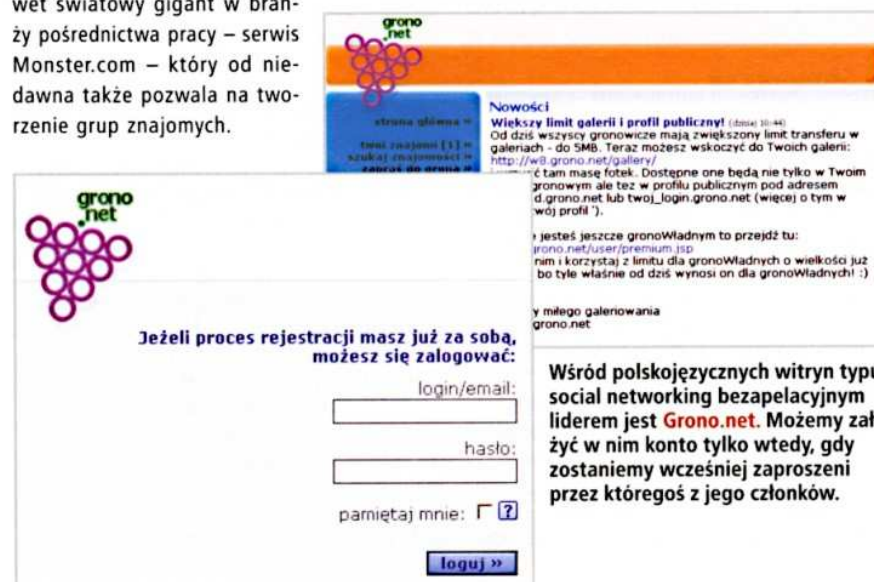 wet światowy gigant w bran-
ży pośrednictwa pracy – serwis
Monster.com – który od nie-
dawna także pozwala na two-
rzenie grup znajomych.
grono
.net
strona główna »
twoi znajomi [1] »
szukaj znajomości »
zaproś do grona »
Nowości
Większy limit galerii i profil publiczny! (dzisiaj 10:44)
Od dziś wszyscy gronowicze mają zwiększony limit transferu w
galeriach - do 5MB. Teraz możesz wskoczyć do Twoich galerii:
http://w8.grono.net/gallery/
ć tam masę fotek. Dostępne one będą nie tylko w Twoim
gronowym ale tez w profilu publicznym pod adresem
d.grono.net lub twoj_login.grono.net (więcej o tym w
wój profil').
jesteś jeszcze gronoWładnym to przejdź tu:
grono.net/user/premium.jsp
nim i korzystaj z limitu dla gronoWładnych o wielkości już
bo tyle właśnie od dziś wynosi on dla gronoWładnych! :)
y miłego galeriowania
grono.net
grono
.net
Jeżeli proces rejestracji masz już za sobą,
możesz się zalogować:
login/email:
hasło:
pamiętaj mnie: ?
loguj »
Wśród polskojęzycznych witryn typu
social networking bezapelacyjnym
liderem jest Grono.net. Możemy zał
żyć w nim konto tylko wtedy, gdy
zostaniemy wcześniej zaproszeni
przez któregoś z jego członków.